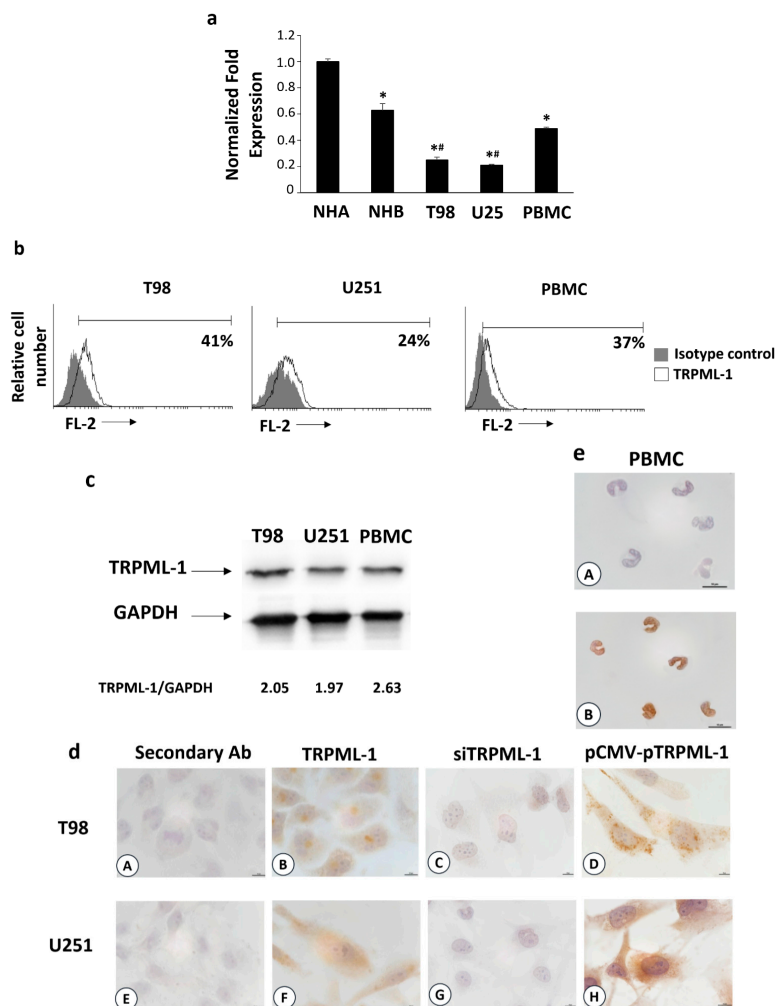 a
Normalized Fold
Expression
1.2
1.0
0.8
0.6
0.4
0.2
0
*
*#
*#
*
NHA NHB T98 U25 PBMC
b
T98 U251 PBMC
Relative cell
number
41% 24% 37%
Isotype control
TRPML-1
FL-2 FL-2 FL-2
c
T98 U251 PBMC
TRPML-1
GAPDH
TRPML-1/GAPDH 2.05 1.97 2.63
e
PBMC
A
B
d
Secondary Ab TRPML-1 siTRPML-1 pCMV-pTRPML-1
T98
A B C D
U251
E F G H